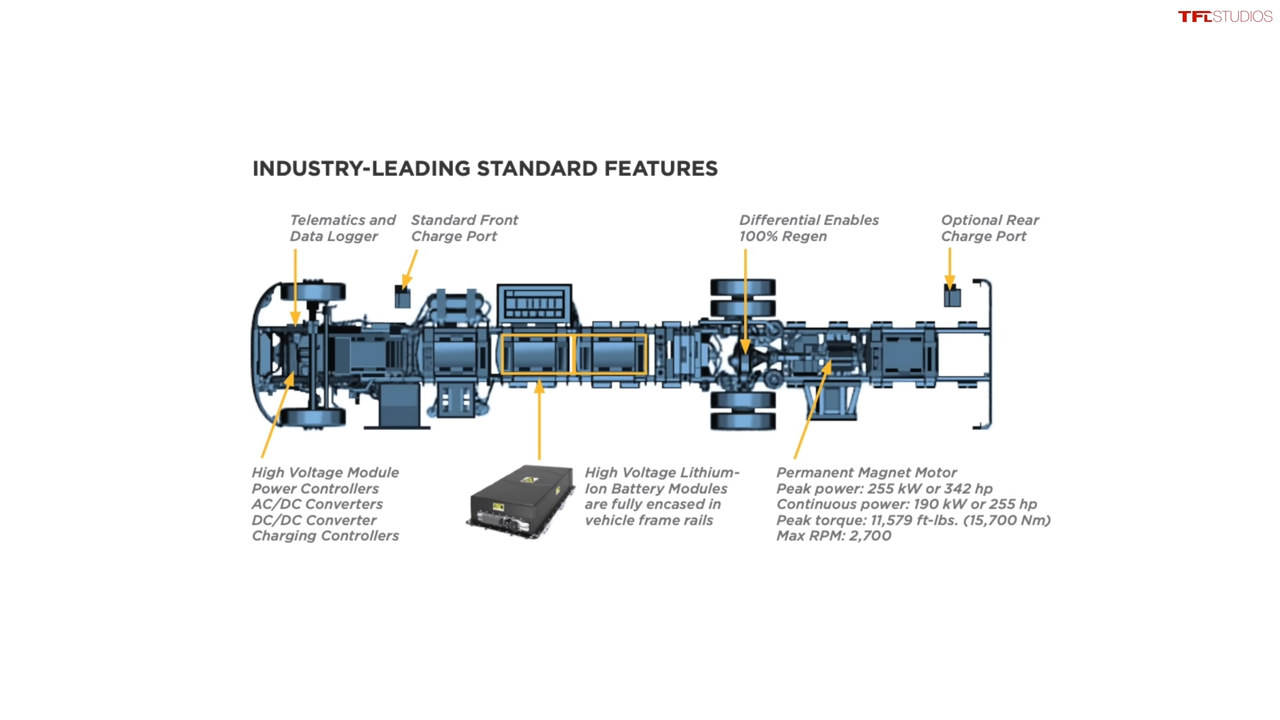 TFLSTUDIOS
INDUSTRY-LEADING STANDARD FEATURES
Telematics and
Data Logger
Standard Front
Charge Port
Differential Enables
100% Regen
Optional Rear
Charge Port
High Voltage Module
Power Controllers
AC/DC Converters
DC/DC Converter
Charging Controllers
High Voltage Lithium-
Ion Battery Modules
are fully encased in
vehicle frame rails
Permanent Magnet Motor
Peak power: 255 kW or 342 hp
Continuous power: 190 kW or 255 hp
Peak torque: 11,579 ft-lbs. (15,700 Nm)
Max RPM: 2,700